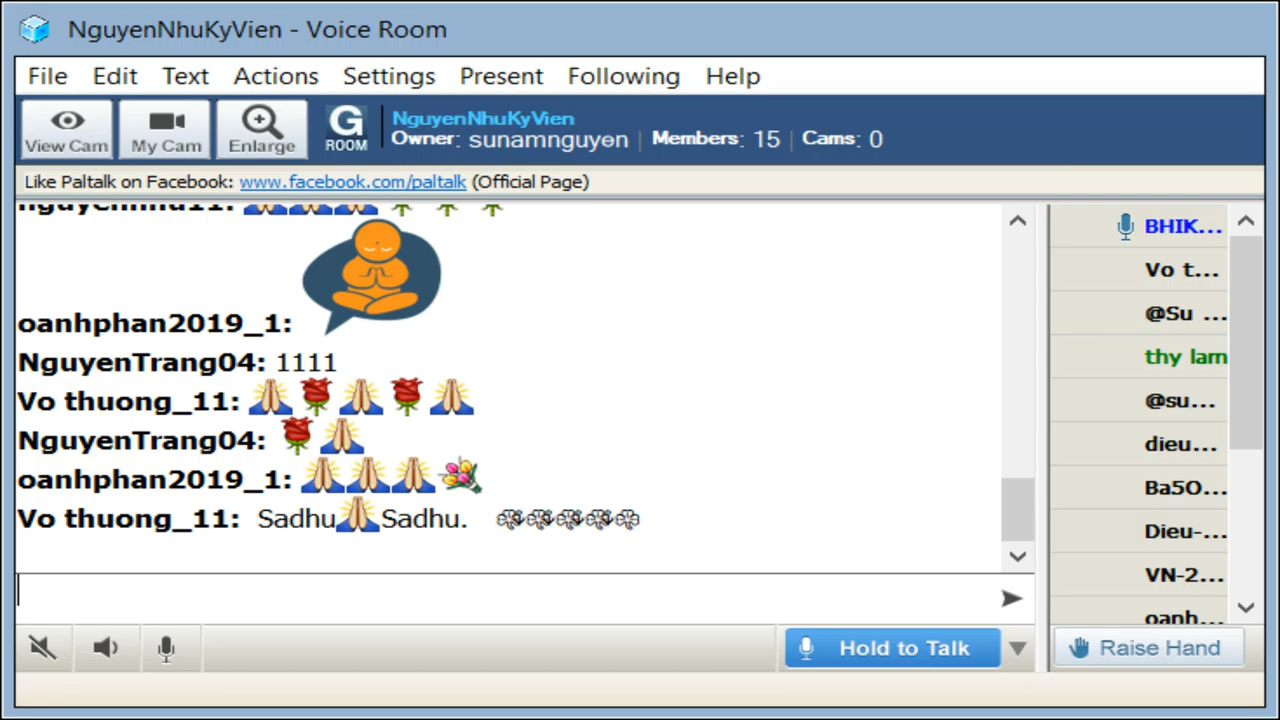 NguyenNhuKyVien - Voice Room
File Edit Text Actions Settings Present Following Help
View Cam
My Cam
Enlarge
G
ROOM
NguyenNhuKyVien
Owner: sunamnguyen | Members: 15 | Cams: 0
Like Paltalk on Facebook: www.facebook.com/paltalk (Official Page)
oanhphan2019_1:
NguyenTrang04: 1111
Vo thuong_11:
NguyenTrang04:
oanhphan2019_1:
Vo thuong_11: Sadhu Sadhu.
BHIK...
Vo t...
@Su ...
thy lam
@su...
dieu...
Ba5O...
Dieu-...
VN-2...
oanh...
Hold to Talk
Raise Hand